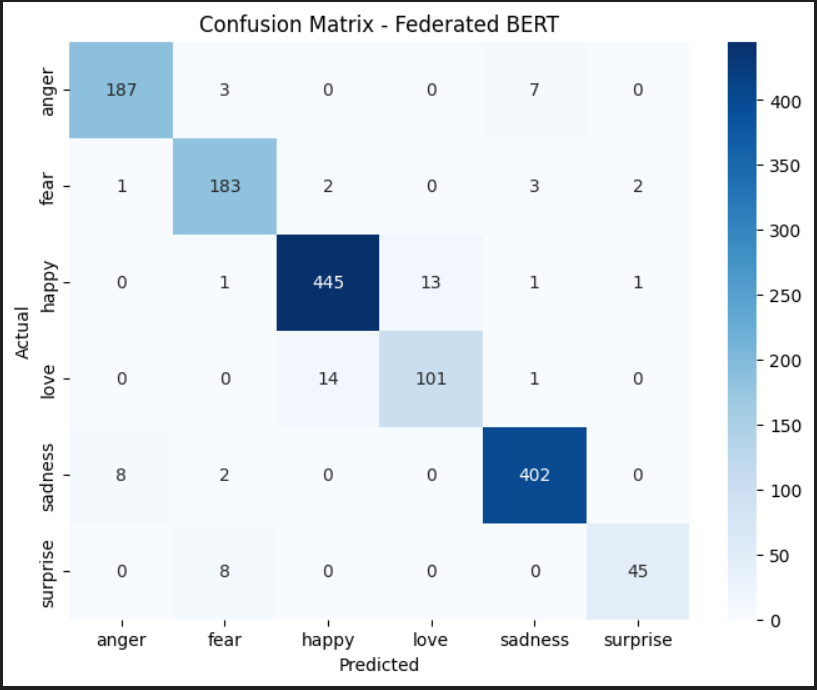 Confusion Matrix - Federated BERT
Actual
anger 187 3 0 0 7 0
fear 1 183 2 0 3 2
happy 0 1 445 13 1 1
love 0 0 14 101 1 0
sadness 8 2 0 0 402 0
surprise 0 8 0 0 0 45
anger fear happy love sadness surprise
Predicted
400
350
300
250
200
150
100
50
0